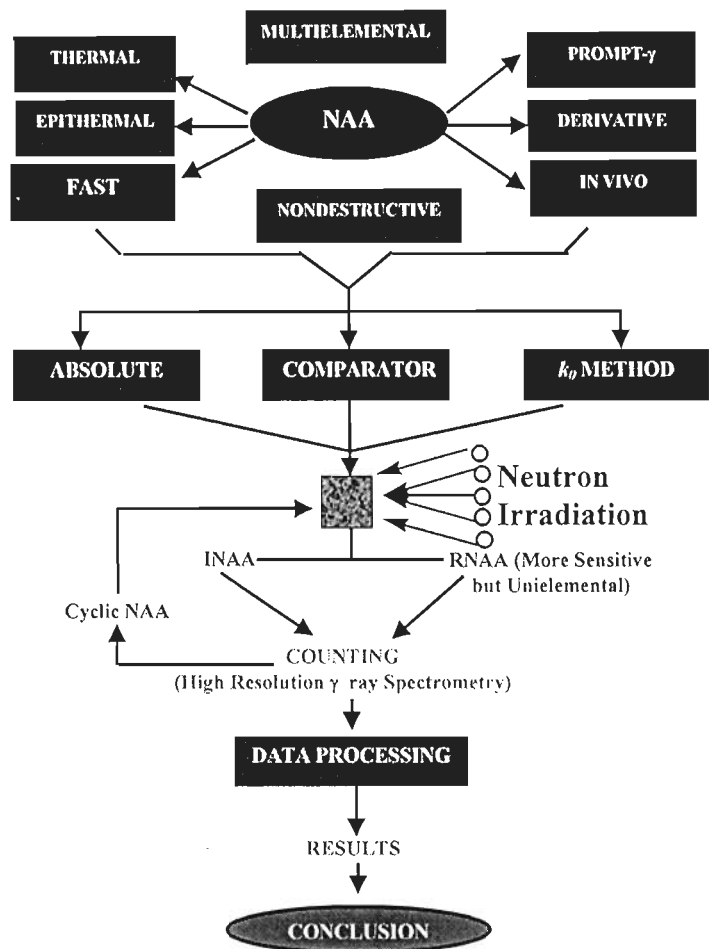 MULTIELEMENTAL
THERMAL
PROMPT-γ
EPITHERMAL
NAA
DERIVATIVE
FAST
IN VIVO
NONDESTRUCTIVE
ABSOLUTE
COMPARATOR
k₀ METHOD
Neutron
Irradiation
INAA
RNAA (More Sensitive
but Unielemental)
Cyclic NAA
COUNTING
(High Resolution γ ray Spectrometry)
DATA PROCESSING
RESULTS
CONCLUSION